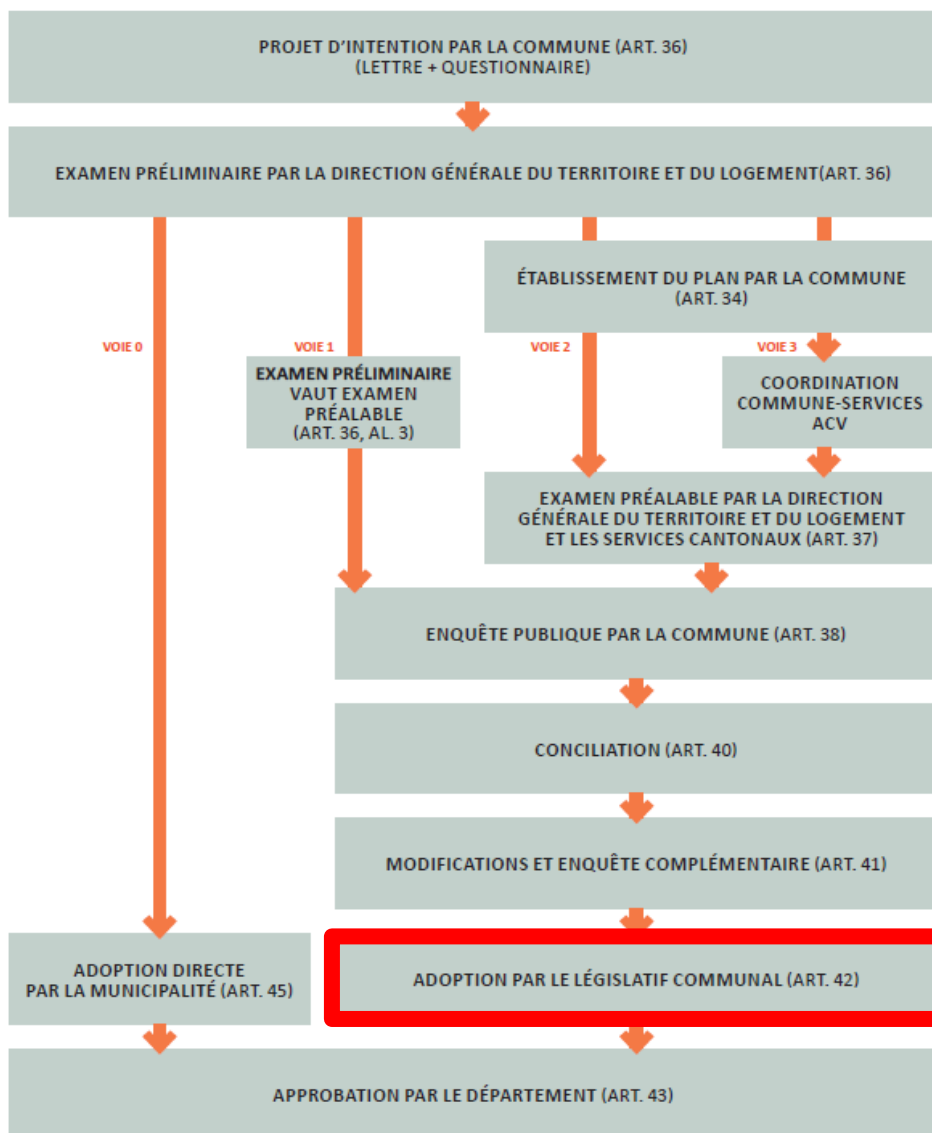 PROJET D'INTENTION PAR LA COMMUNE (ART. 36)
(LETTRE + QUESTIONNAIRE)
EXAMEN PRÉLIMINAIRE PAR LA DIRECTION GÉNÉRALE DU TERRITOIRE ET DU LOGEMENT(ART. 36)
ÉTABLISSEMENT DU PLAN PAR LA COMMUNE
(ART. 34)
VOIE 0
VOIE 1
VOIE 2
VOIE 3
EXAMEN PRÉLIMINAIRE
VAUT EXAMEN
PRÉALABLE
(ART. 36, AL. 3)
COORDINATION
COMMUNE-SERVICES
ACV
EXAMEN PRÉALABLE PAR LA DIRECTION
GÉNÉRALE DU TERRITOIRE ET DU LOGEMENT
ET LES SERVICES CANTONAUX (ART. 37)
ENQUÊTE PUBLIQUE PAR LA COMMUNE (ART. 38)
CONCILIATION (ART. 40)
MODIFICATIONS ET ENQUÊTE COMPLÉMENTAIRE (ART. 41)
ADOPTION DIRECTE
PAR LA MUNICIPALITÉ (ART. 45)
ADOPTION PAR LE LÉGISLATIF COMMUNAL (ART. 42)
APPROBATION PAR LE DÉPARTEMENT (ART. 43)